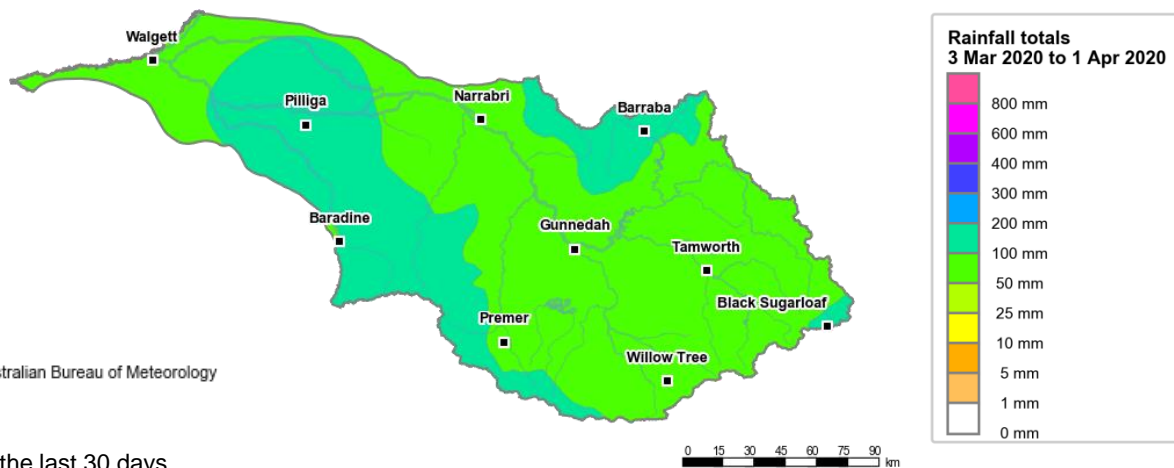 Walgett
Pilliga
Narrabri
Barraba
Baradine
Gunnedah
Tamworth
Black Sugarloaf
Premer
Willow Tree
stralian Bureau of Meteorology
the last 30 days
0 15 30 45 60 75 90
km
Rainfall totals
3 Mar 2020 to 1 Apr 2020
800 mm
600 mm
400 mm
300 mm
200 mm
100 mm
50 mm
25 mm
10 mm
5 mm
1 mm
0 mm